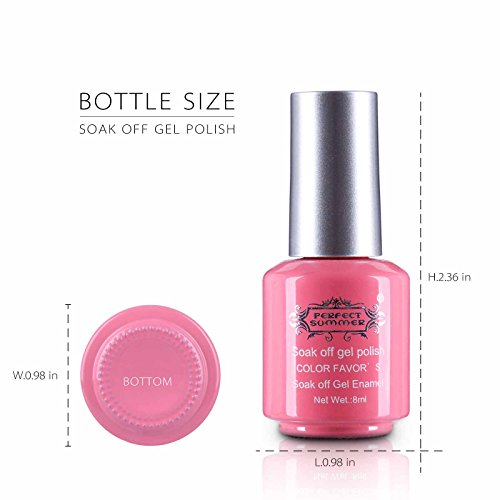 BOTTLE SIZE
SOAK OFF GEL POLISH
H.2.36 in
PERFECT
SUMMER
®
Soak off gel polish
COLOR FAVOR' S
Soak off Gel Enamel
Net Wet.:8ml
W.0.98 in
BOTTOM
L.0.98 in